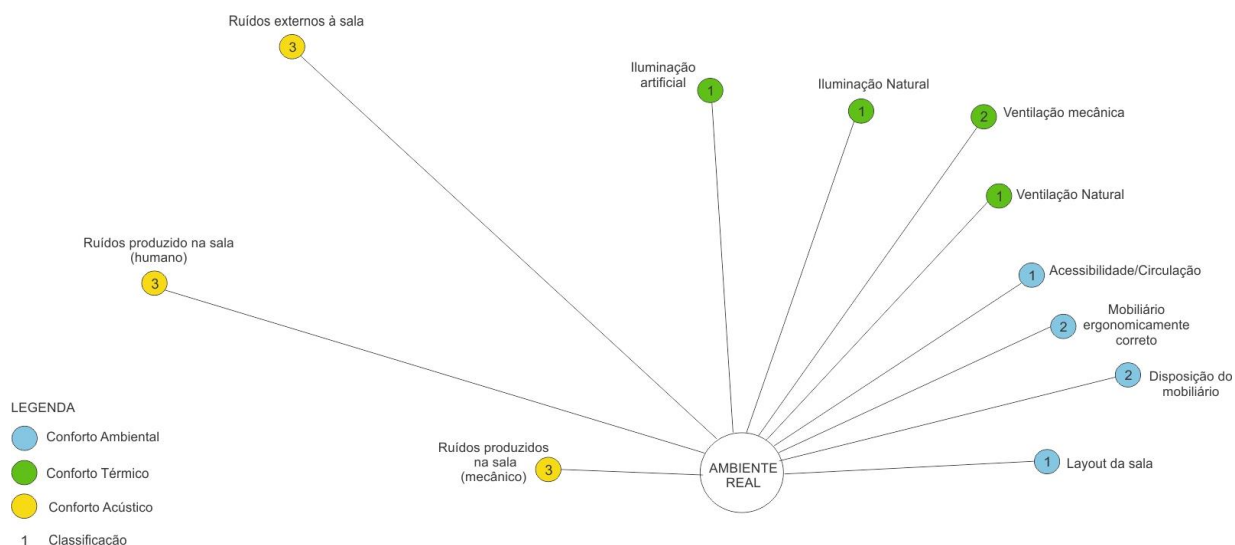 Ruídos externos à sala
3
Iluminação
artificial
1
Iluminação Natural
1
2
Ventilação mecânica
1
Ventilação Natural
Ruídos produzido na sala
(humano)
3
1
Acessibilidade/Circulação
Mobiliário
ergonomicamente
correto
2
2
Disposição do
mobiliário
Ruídos produzidos
na sala
(mecânico)
3
AMBIENTE
REAL
1
Layout da sala
LEGENDA
Conforto Ambiental
Conforto Térmico
Conforto Acústico
1 Classificação